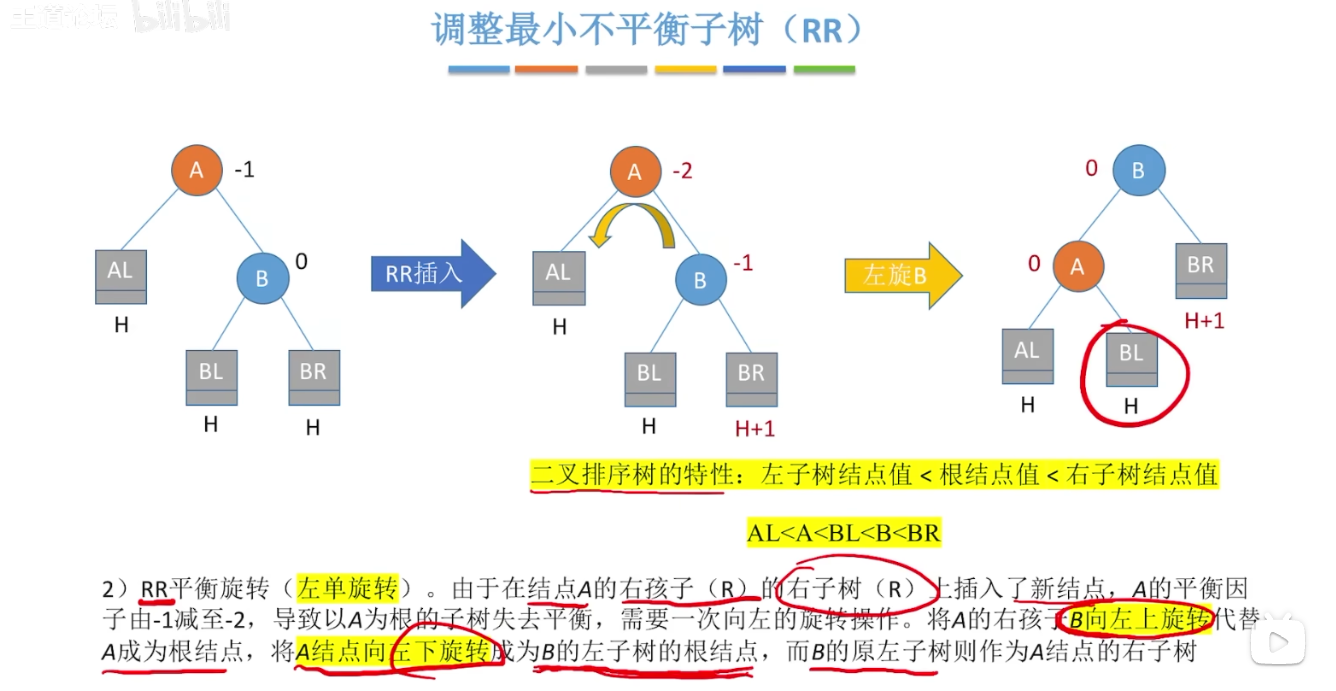 王道论坛 bilibili
调整最小不平衡子树（RR）
A -1
AL
H
B 0
BL
H
BR
H
RR插入
A -2
AL
H
B -1
BL
H
BR
H+1
左旋B
0 B
0 A
BR
H+1
AL
H
BL
H
二叉排序树的特性：左子树结点值 < 根结点值 < 右子树结点值
AL<A<BL<B<BR
2）RR平衡旋转（左单旋转）。由于在结点A的右孩子（R）的右子树（R）上插入了新结点，A的平衡因
子由-1减至-2，导致以A为根的子树失去平衡，需要一次向左的旋转操作。将A的右孩子B向左上旋转代替
A成为根结点，将A结点向左下旋转成为B的左子树的根结点，而B的原左子树则作为A结点的右子树